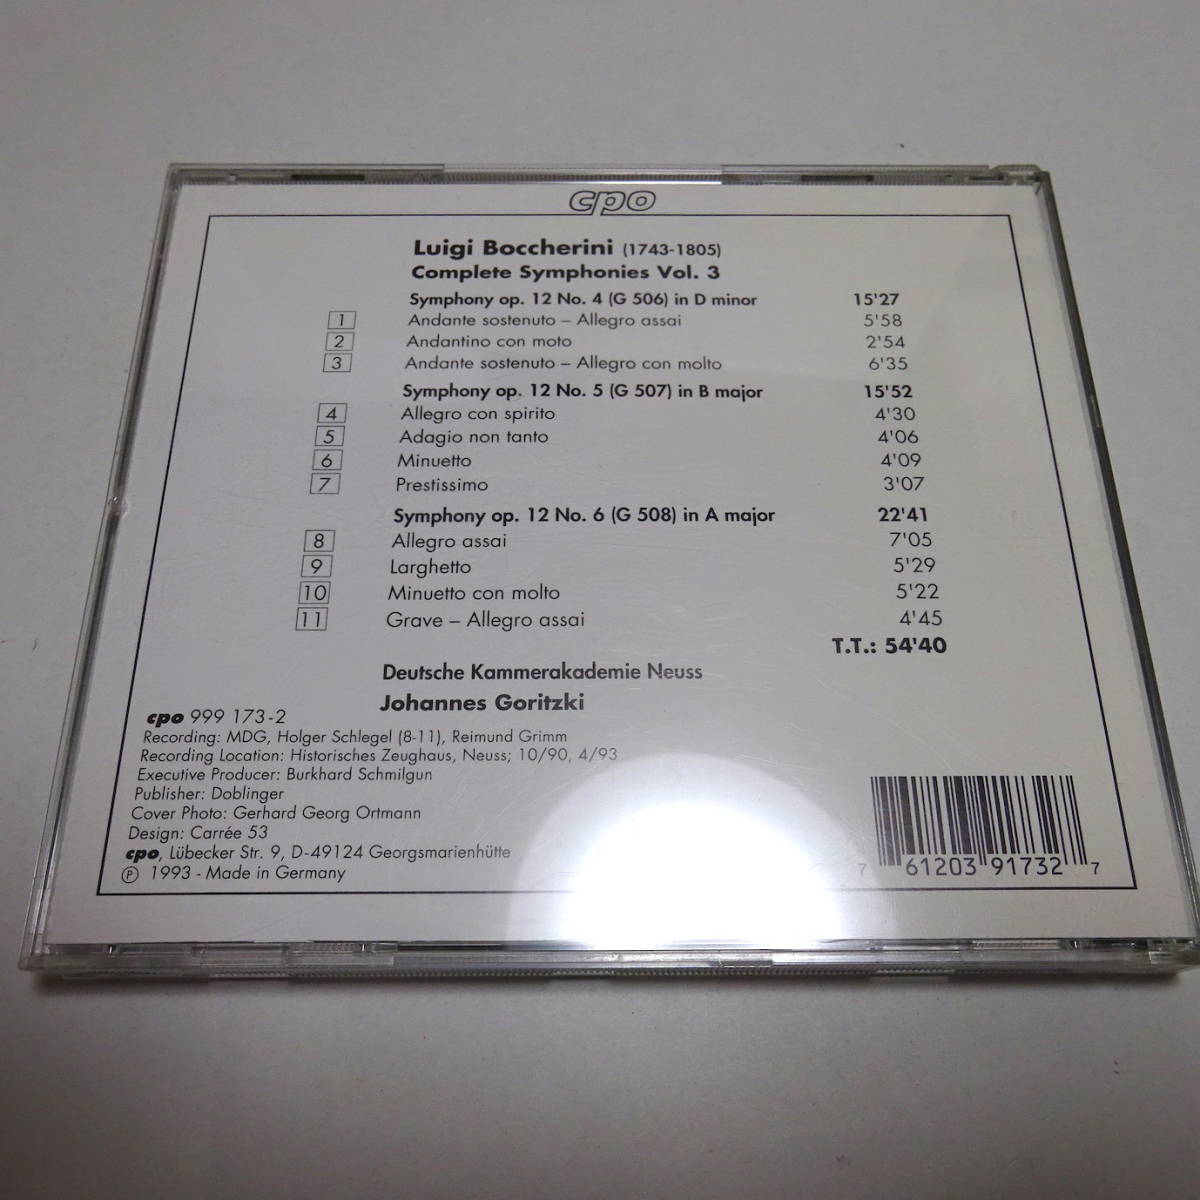 cpo
Luigi Boccherini (1743-1805)
Complete Symphonies Vol. 3
Symphony op. 12 No. 4 (G 506) in D minor 15'27
1 Andante sostenuto – Allegro assai 5'58
2 Andantino con moto 2'54
3 Andante sostenuto – Allegro con molto 6'35
Symphony op. 12 No. 5 (G 507) in B major 15'52
4 Allegro con spirito 4'30
5 Adagio non tanto 4'06
6 Minuetto 4'09
7 Prestissimo 3'07
Symphony op. 12 No. 6 (G 508) in A major 22'41
8 Allegro assai 7'05
9 Larghetto 5'29
10 Minuetto con molto 5'22
11 Grave – Allegro assai 4'45
T.T.: 54'40
Deutsche Kammerakademie Neuss
Johannes Goritzki
cpo 999 173-2
Recording: MDG, Holger Schlegel (8-11), Reimund Grimm
Recording Location: Historisches Zeughaus, Neuss; 10/90, 4/93
Executive Producer: Burkhard Schmilgun
Publisher: Doblinger
Cover Photo: Gerhard Georg Ortmann
Design: Carrée 53
cpo, Lübecker Str. 9, D-49124 Georgsmarienhütte
℗ 1993 - Made in Germany
7 61203 91732 7